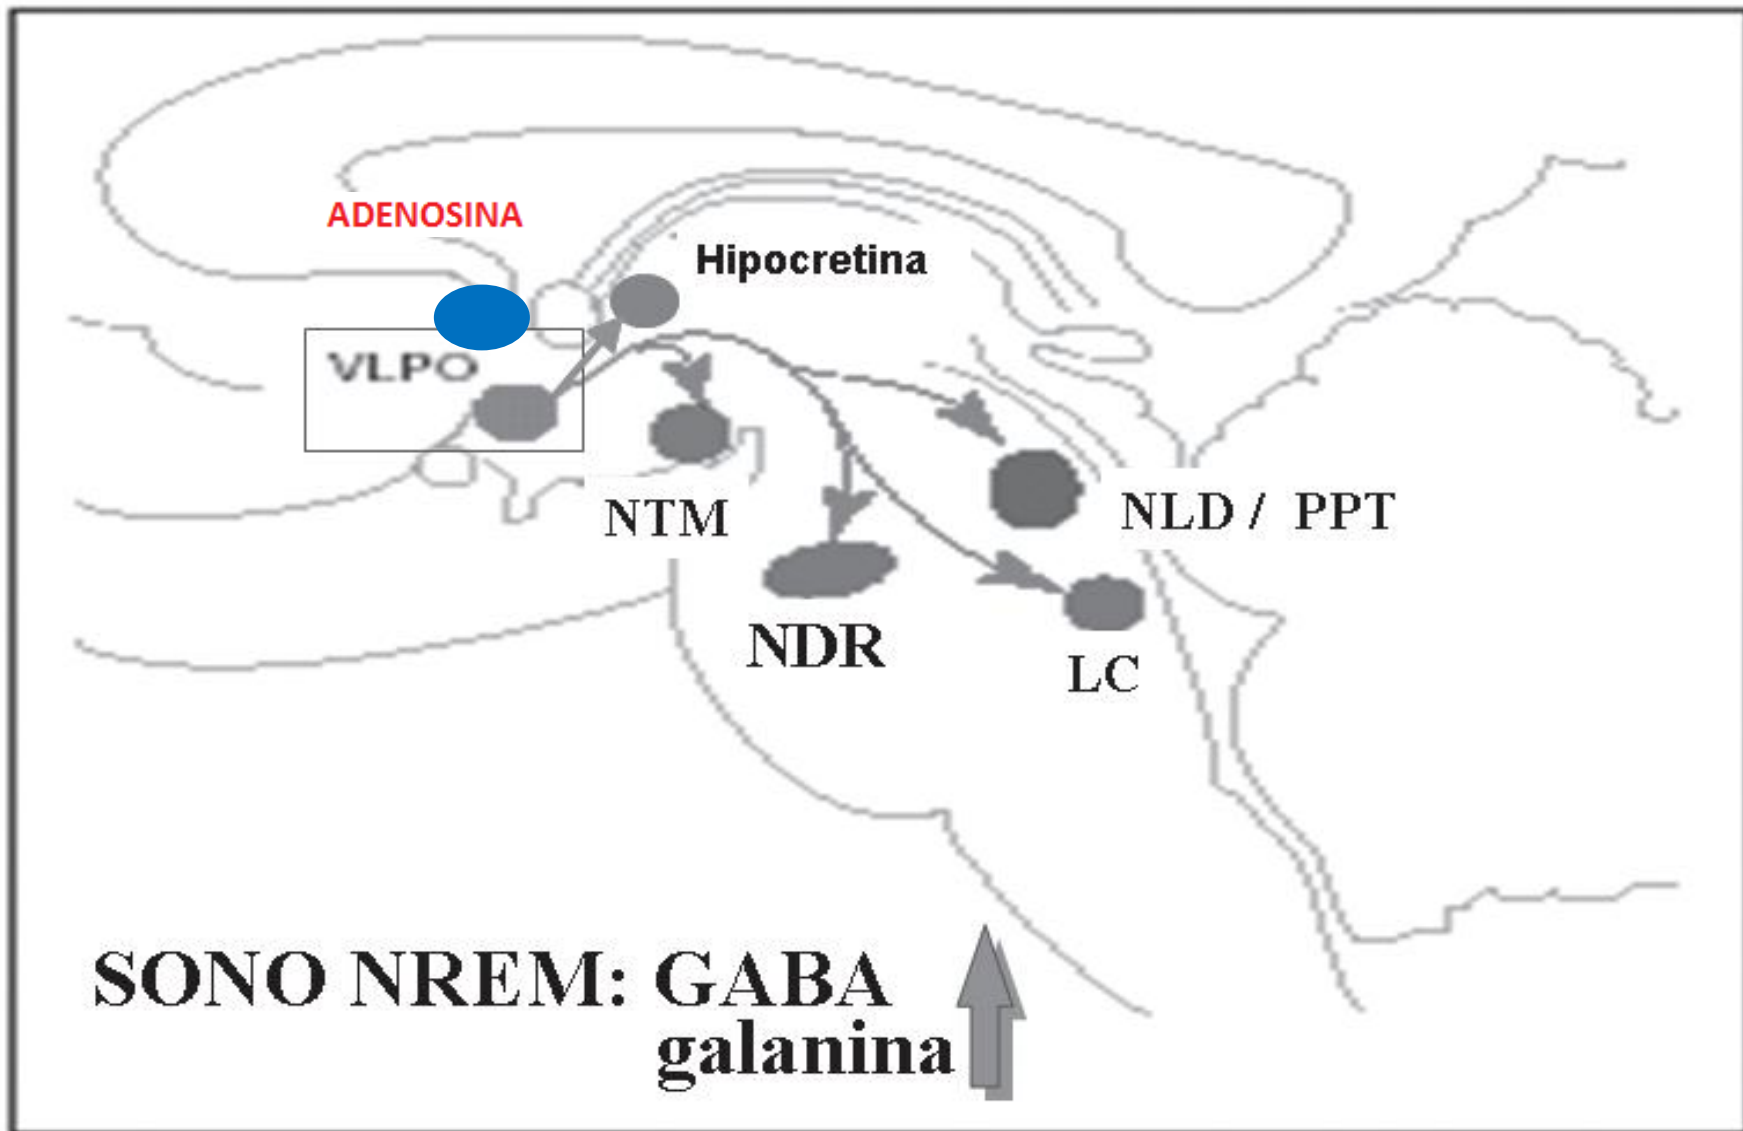 ADENOSINA
Hipocretina
VLPO
NTM
NLD / PPT
NDR
LC
SONO NREM: GABA
galanina